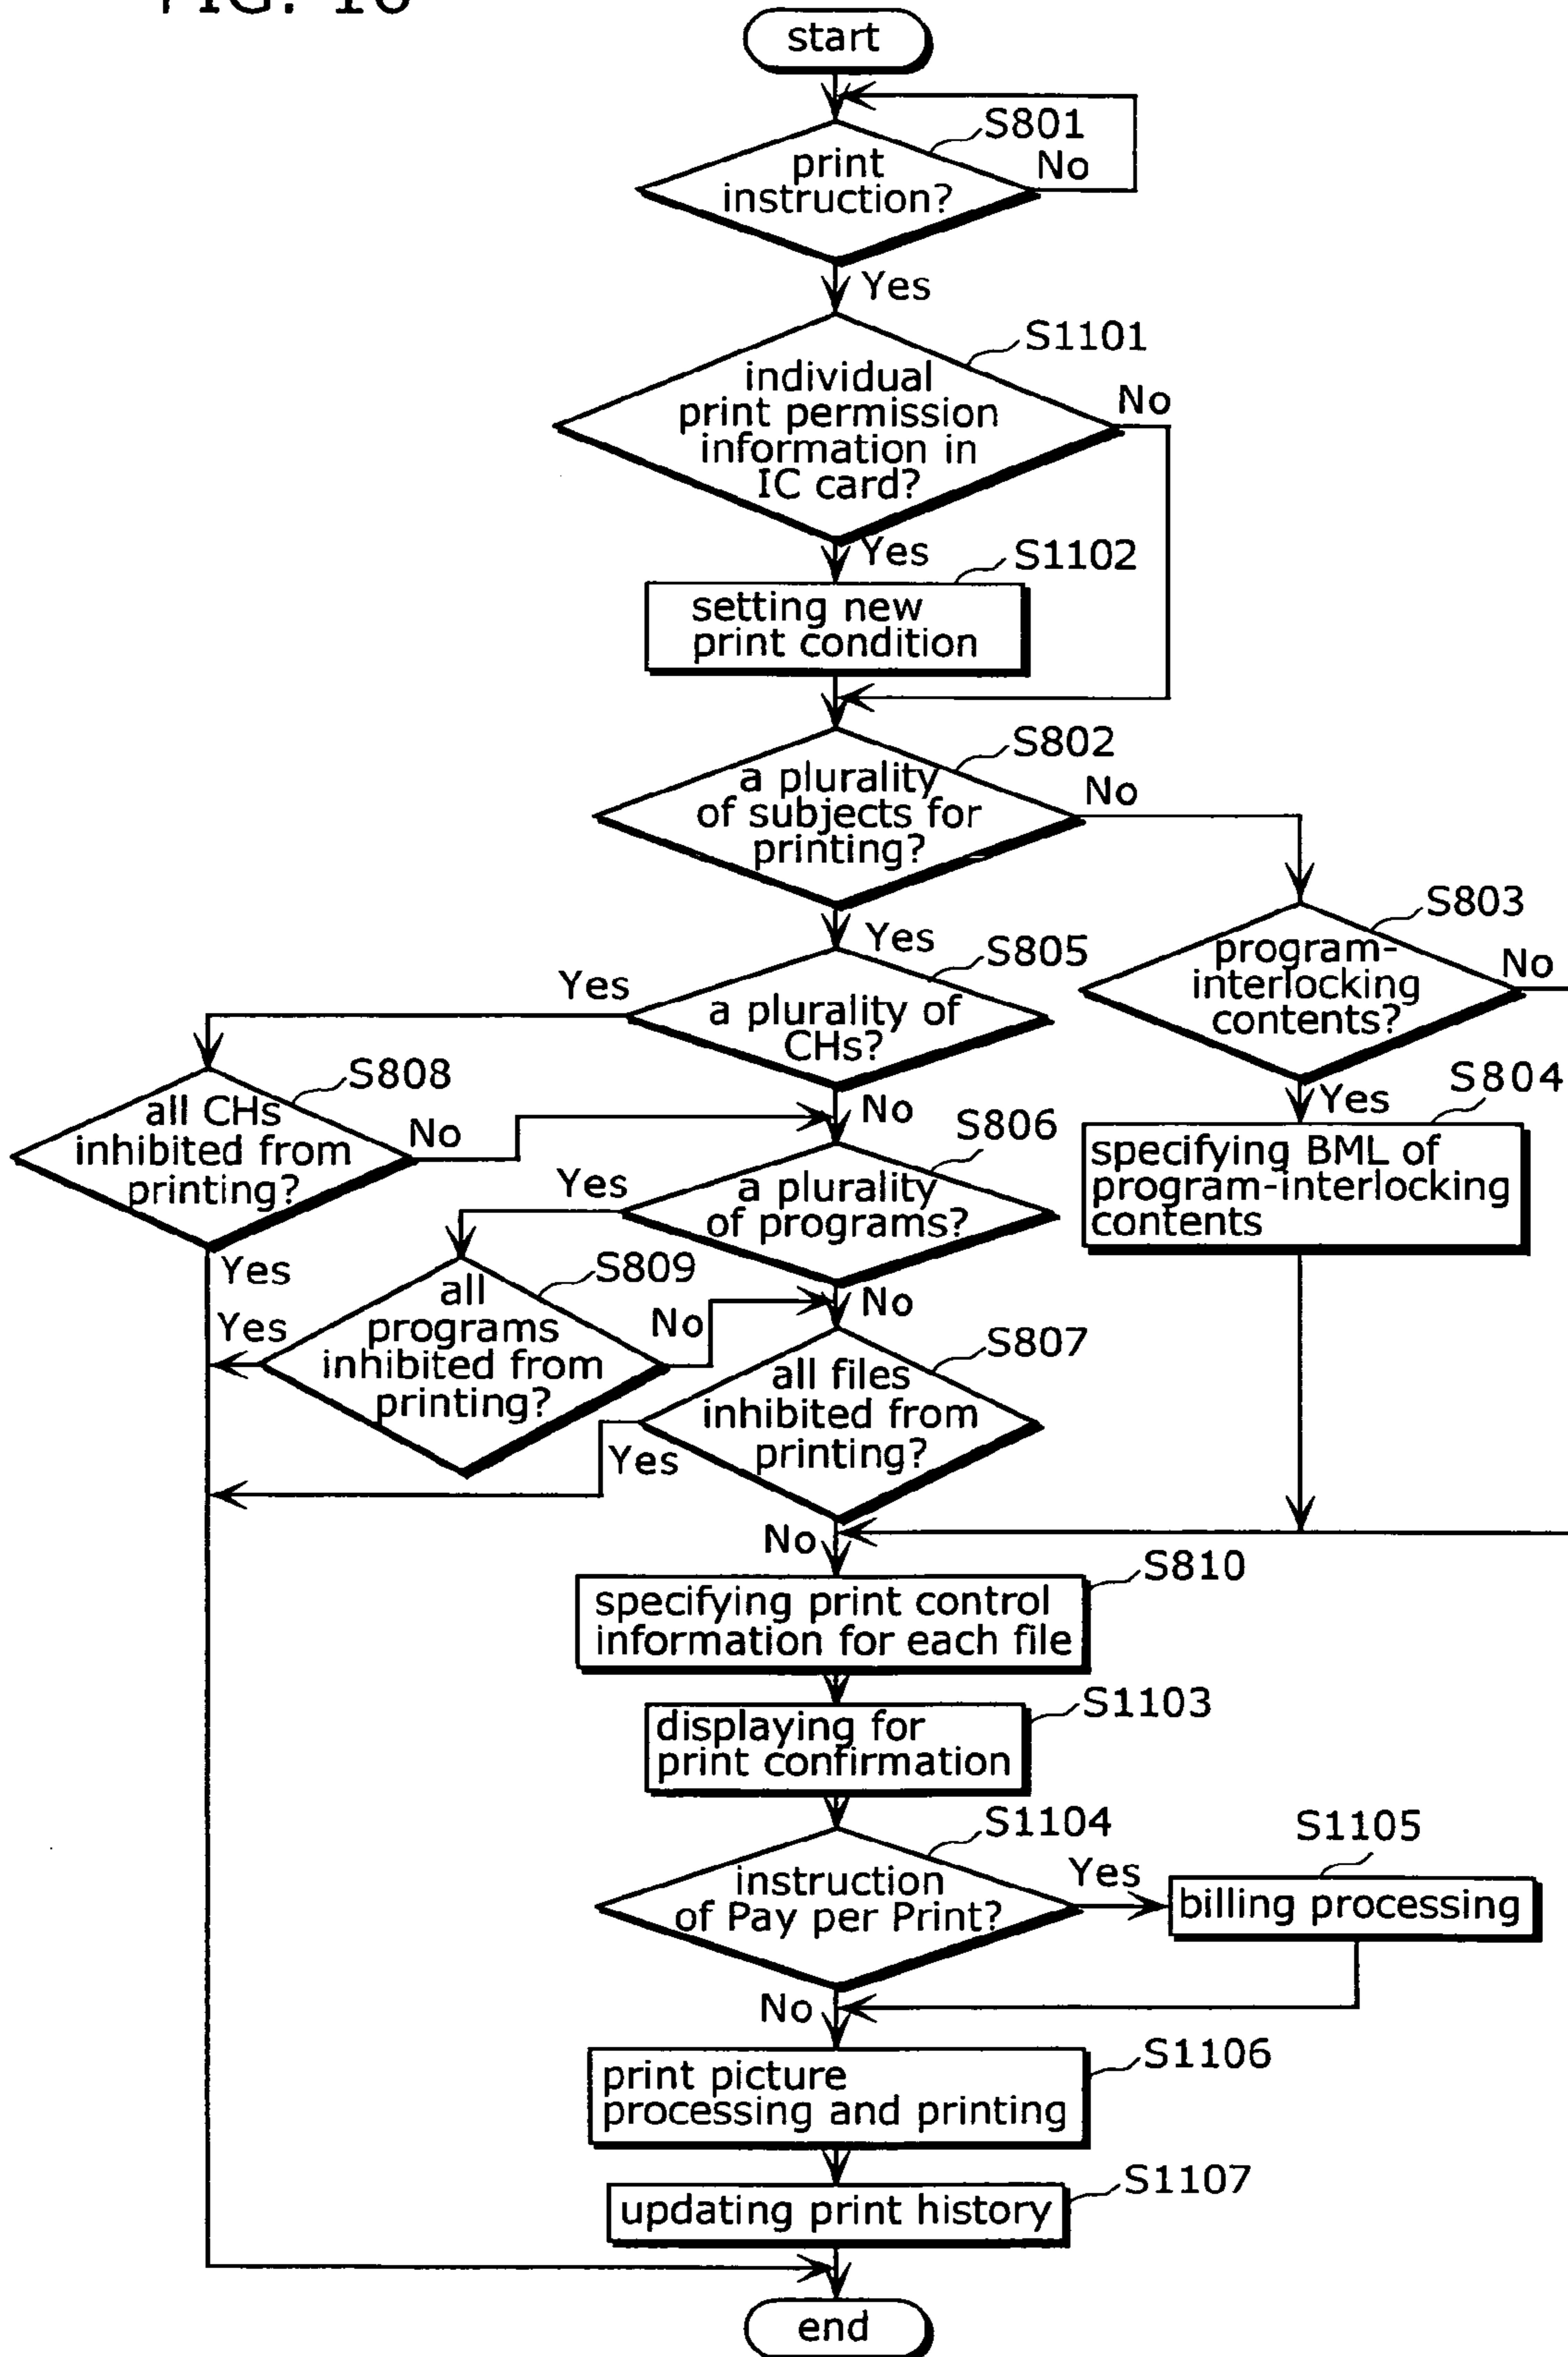 FIG. 16
start
S801
print
instruction?
No
Yes
S1101
individual
print permission
information in
IC card?
No
Yes
S1102
setting new
print condition
S802
a plurality
of subjects for
printing?
No
Yes
S803
program-
interlocking
contents?
No
Yes
S804
specifying BML of
program-interlocking
contents
S805
a plurality of
CHs?
Yes
No
S808
all CHs
inhibited from
printing?
No
Yes
S806
a plurality
of programs?
Yes
No
S809
all
programs
inhibited from
printing?
No
Yes
S807
all files
inhibited from
printing?
Yes
No
S810
specifying print control
information for each file
S1103
displaying for
print confirmation
S1104
instruction
of Pay per Print?
Yes
No
S1105
billing processing
S1106
print picture
processing and printing
S1107
updating print history
end